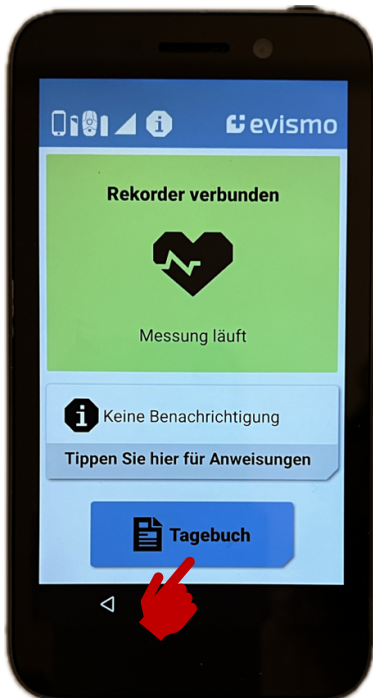 evismo
Rekorder verbunden
Messung läuft
Keine Benachrichtigung
Tippen Sie hier für Anweisungen
Tagebuch